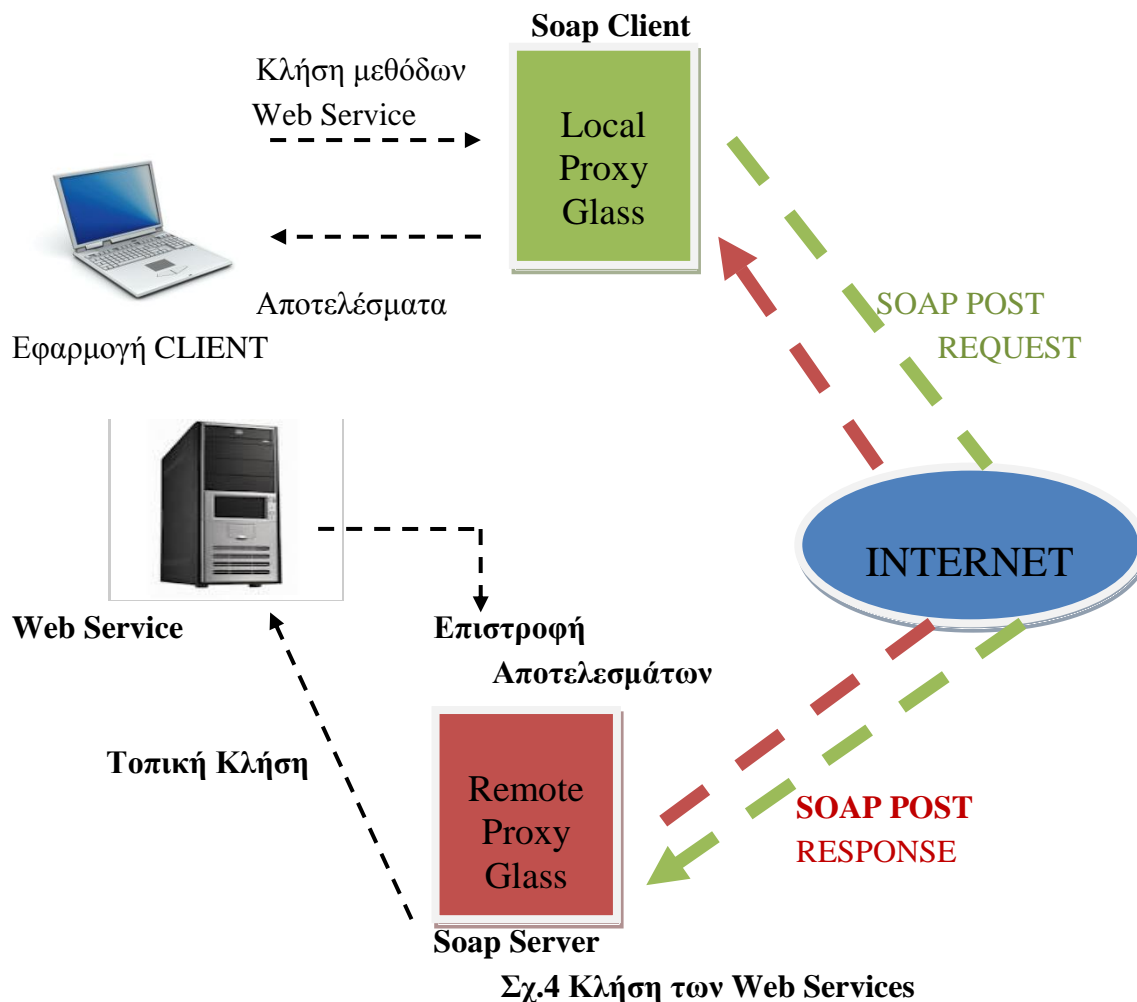 Soap Client
Κλήση μεθόδων
Web Service
Local
Proxy
Glass
Αποτελέσματα
Εφαρμογή CLIENT
SOAP POST
REQUEST
INTERNET
Web Service
Επιστροφή
Αποτελεσμάτων
Τοπική Κλήση
Remote
Proxy
Glass
SOAP POST
RESPONSE
Soap Server
Σχ.4 Κλήση των Web Services